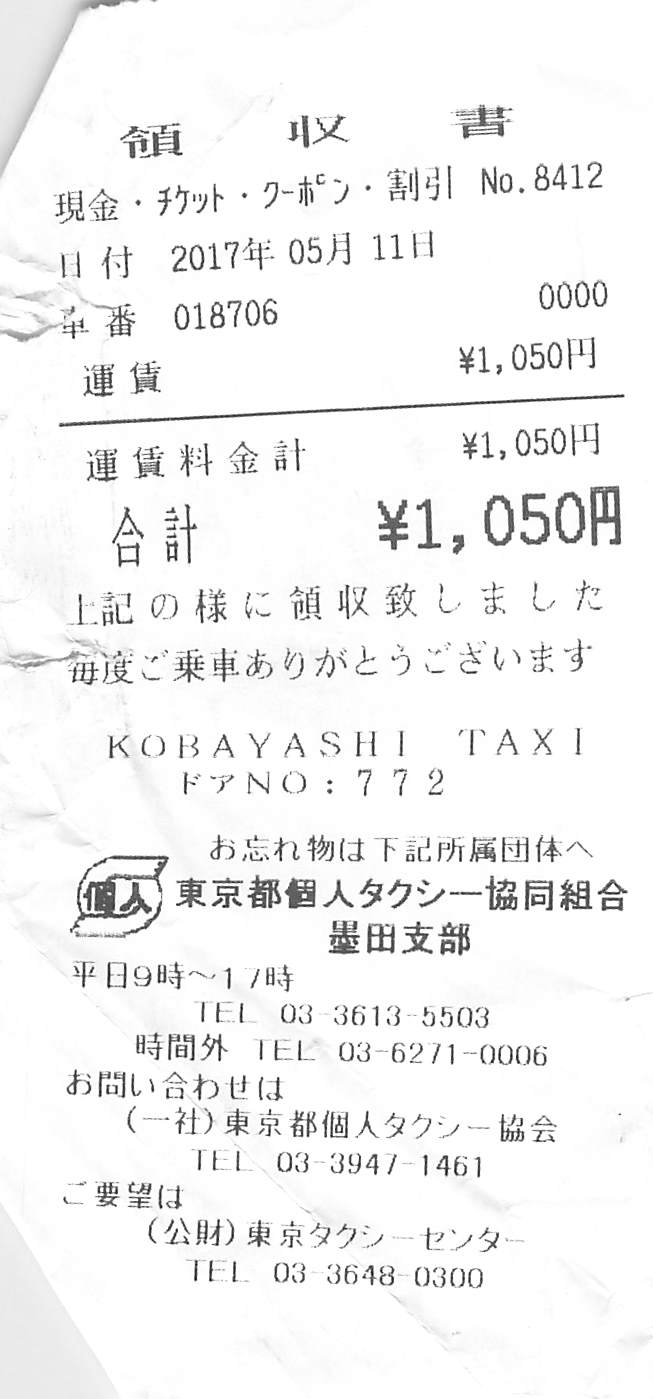 領収書
現金・チケット・クーポン・割引 No.8412
日付 2017年 05月 11日
車番 018706 0000
運賃 ¥1,050円
運賃料金計 ¥1,050円
合計 ¥1,050円
上記の様に領収致しました
毎度ご乗車ありがとうございます
KOBAYASHI TAXI
ドアNO:772
お忘れ物は下記所属団体へ
個人 東京都個人タクシー協同組合
墨田支部
平日9時～17時
TEL 03-3613-5503
時間外 TEL 03-6271-0006
お問い合わせは
(一社)東京都個人タクシー協会
TEL 03-3947-1461
ご要望は
(公財)東京タクシーセンター
TEL 03-3648-0300